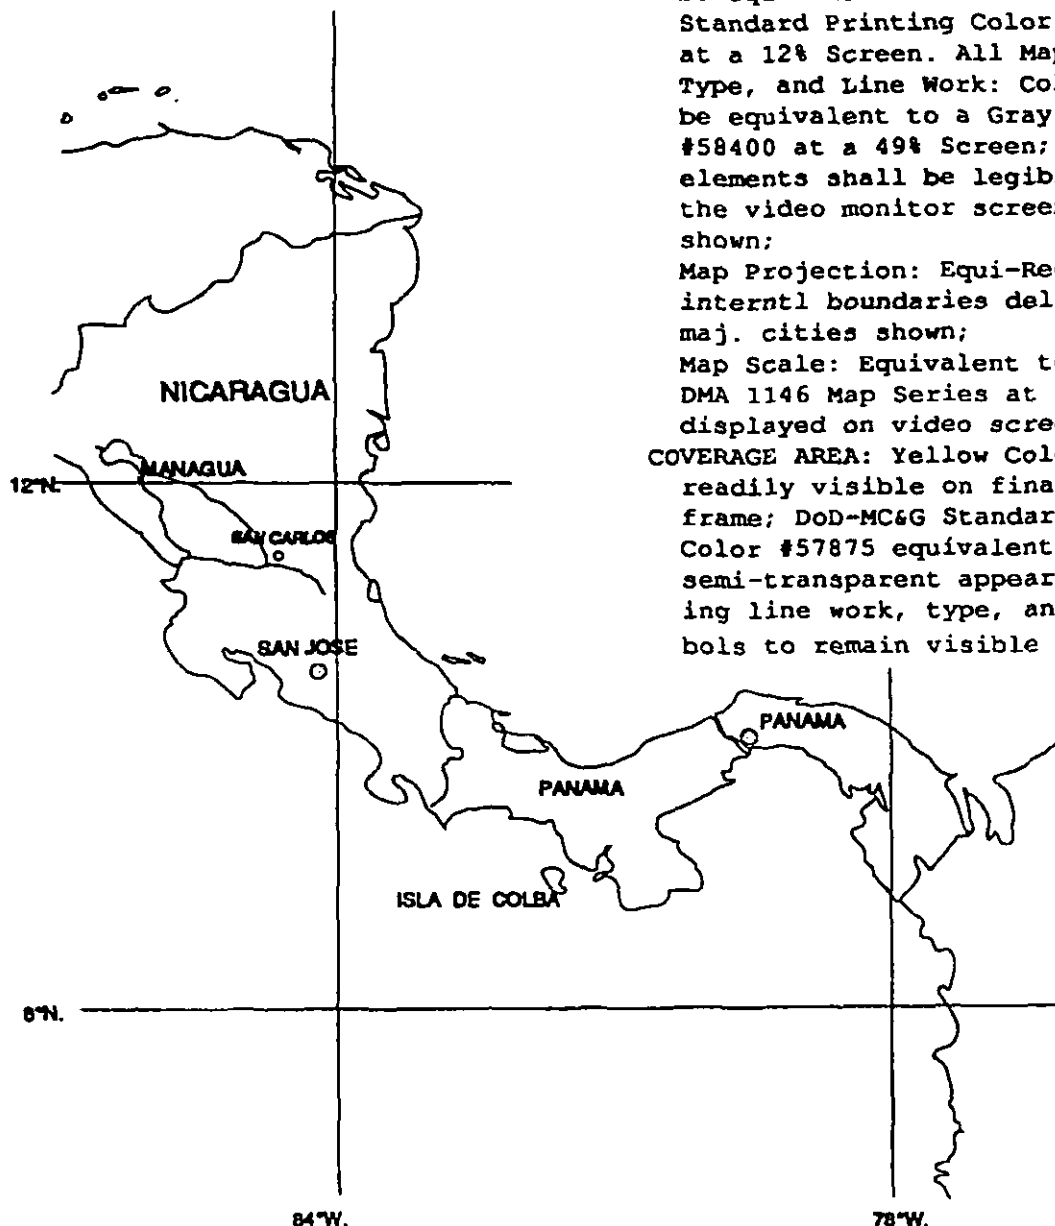 Standard Printing Color
at a 12% Screen. All Map
Type, and Line Work: Col
be equivalent to a Gray
#58400 at a 49% Screen;
elements shall be legib
the video monitor scree
shown;
Map Projection: Equi-Re
interntl boundaries del
maj. cities shown;
Map Scale: Equivalent t
DMA 1146 Map Series at
displayed on video scre
COVERAGE AREA: Yellow Col
readily visible on fina
frame; DoD-MC&G Standar
Color #57875 equivalent
semi-transparent appear
ing line work, type, an
bols to remain visible
NICARAGUA
MANAGUA
12°N.
SAN CARLOS
SAN JOSE
PANAMA
PANAMA
ISLA DE COLBA
8°N.
84°W.
78°W.